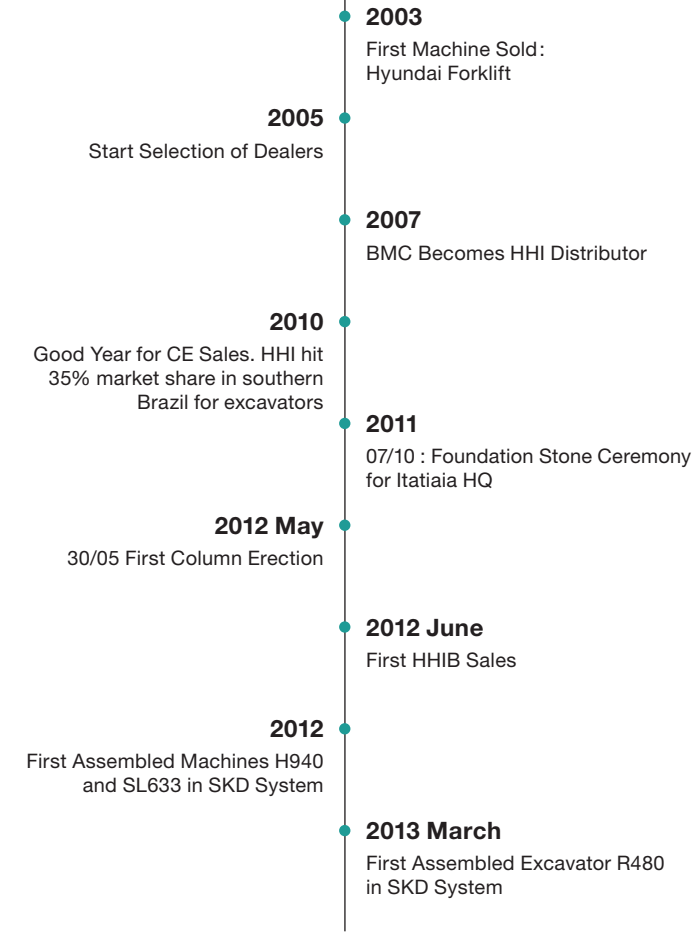 2003
First Machine Sold:
Hyundai Forklift
2005
Start Selection of Dealers
2007
BMC Becomes HHI Distributor
2010
Good Year for CE Sales. HHI hit
35% market share in southern
Brazil for excavators
2011
07/10 : Foundation Stone Ceremony
for Itatiaia HQ
2012 May
30/05 First Column Erection
2012 June
First HHIB Sales
2012
First Assembled Machines H940
and SL633 in SKD System
2013 March
First Assembled Excavator R480
in SKD System